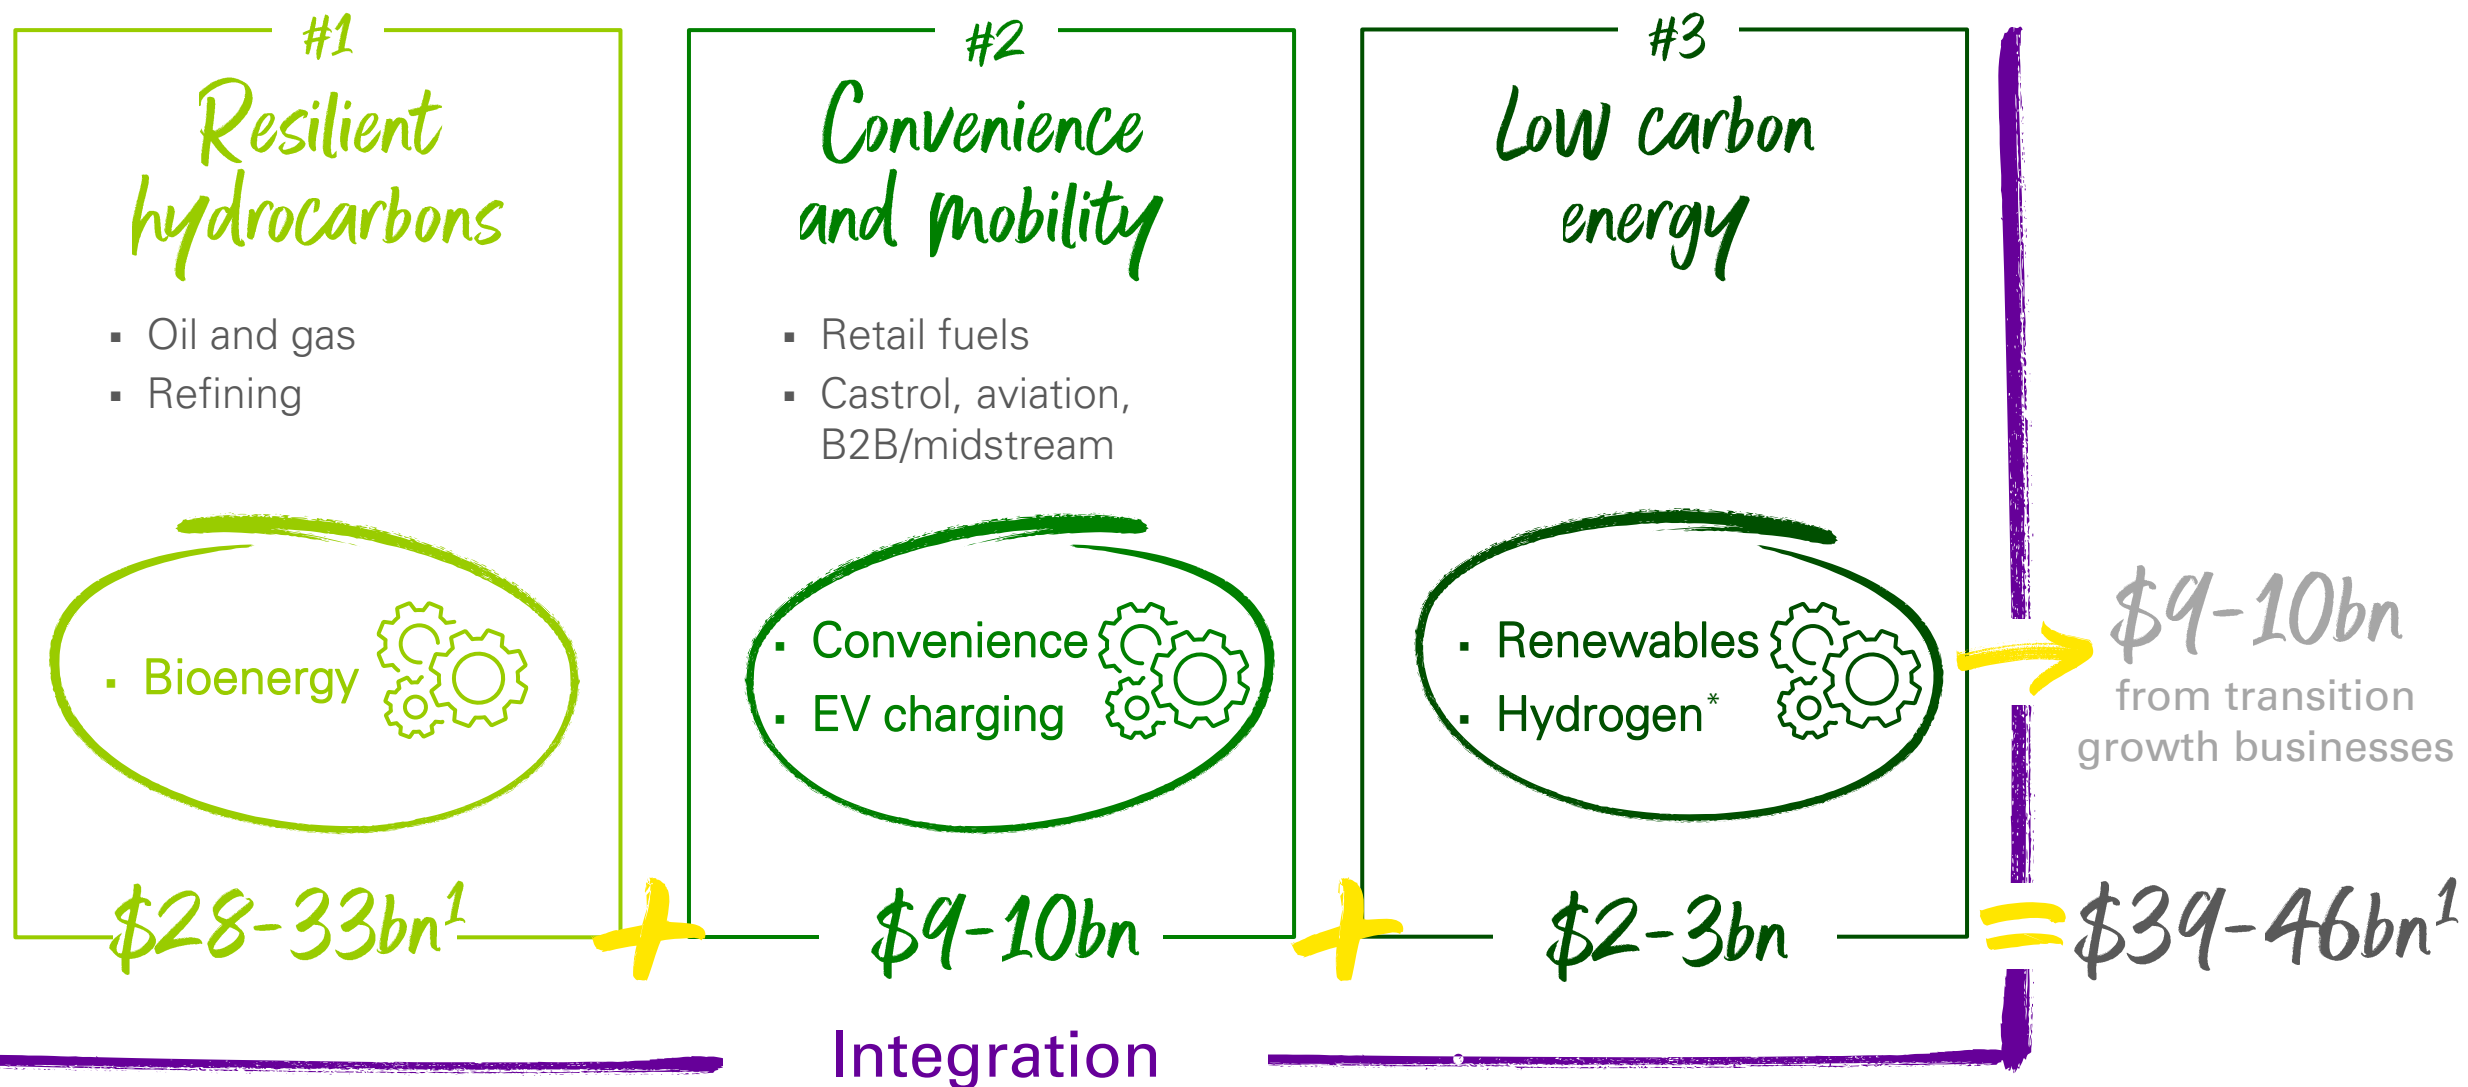 #1
Resilient
hydrocarbons
▪ Oil and gas
▪ Refining
▪ Bioenergy
$28-33bn¹
#2
Convenience
and mobility
▪ Retail fuels
▪ Castrol, aviation,
B2B/midstream
▪ Convenience
▪ EV charging
$9-10bn
#3
Low carbon
energy
▪ Renewables
▪ Hydrogen*
$2-3bn
$9-10bn
from transition
growth businesses
$39-46bn¹
Integration